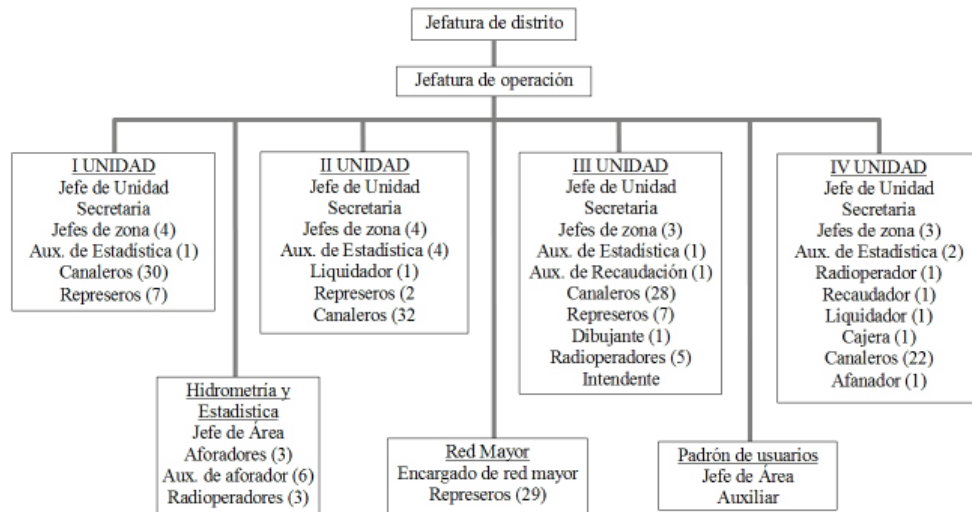 Jefatura de distrito
Jefatura de operación
I UNIDAD
Jefe de Unidad
Secretaria
Jefes de zona (4)
Aux. de Estadística (1)
Canaleros (30)
Represeros (7)
II UNIDAD
Jefe de Unidad
Secretaria
Jefes de zona (4)
Aux. de Estadística (4)
Liquidador (1)
Represeros (2
Canaleros (32
III UNIDAD
Jefe de Unidad
Secretaria
Jefes de zona (3)
Aux. de Estadística (1)
Aux. de Recaudación (1)
Canaleros (28)
Represeros (7)
Dibujante (1)
Radioperadores (5)
Intendente
IV UNIDAD
Jefe de Unidad
Secretaria
Jefes de zona (3)
Aux. de Estadística (2)
Radioperador (1)
Recaudador (1)
Liquidador (1)
Cajera (1)
Canaleros (22)
Afanador (1)
Hidrometría y
Estadistica
Jefe de Área
Aforadores (3)
Aux. de aforador (6)
Radioperadores (3)
Red Mayor
Encargado de red mayor
Represeros (29)
Padrón de usuarios
Jefe de Área
Auxiliar